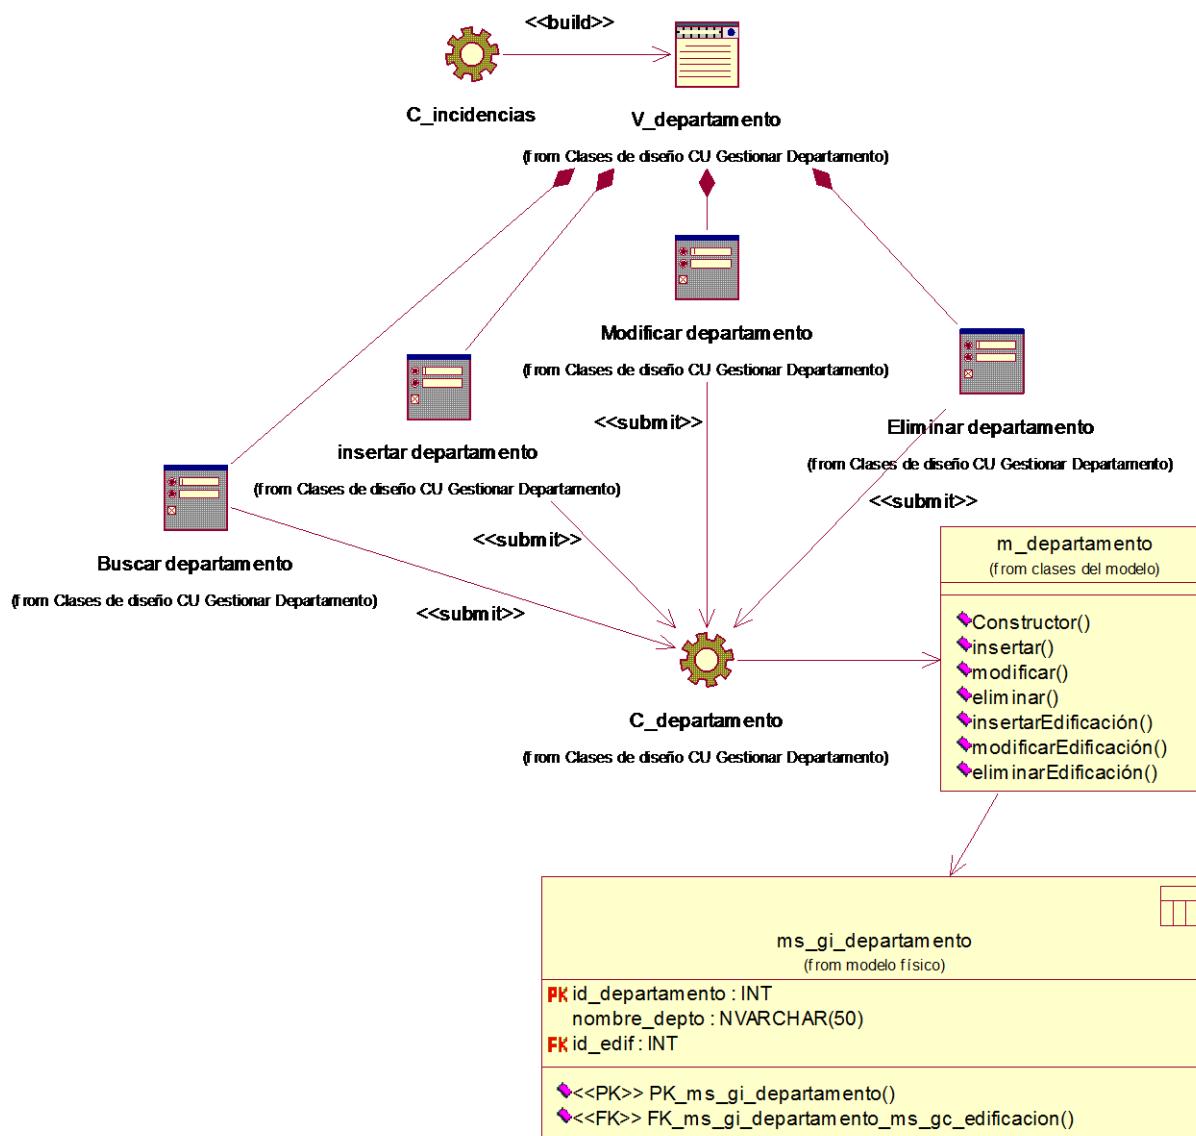 <<build>>
C_incidencias
V_departamento
(from Clases de diseño CU Gestionar Departamento)
Modificar departamento
(from Clases de diseño CU Gestionar Departamento)
<<submit>>
Eliminar departamento
(from Clases de diseño CU Gestionar Departamento)
<<submit>>
insertar departamento
(from Clases de diseño CU Gestionar Departamento)
<<submit>>
Buscar departamento
(from Clases de diseño CU Gestionar Departamento)
<<submit>>
C_departamento
(from Clases de diseño CU Gestionar Departamento)
m_departamento
(from clases del modelo)
Constructor()
insertar()
modificar()
eliminar()
insertarEdificación()
modificarEdificación()
eliminarEdificación()
ms_gi_departamento
(from modelo físico)
PK id_departamento : INT
nombre_depto : NVARCHAR(50)
FK id_edif : INT
<<PK>> PK_ms_gi_departamento()
<<FK>> FK_ms_gi_departamento_ms_gc_edificacion()